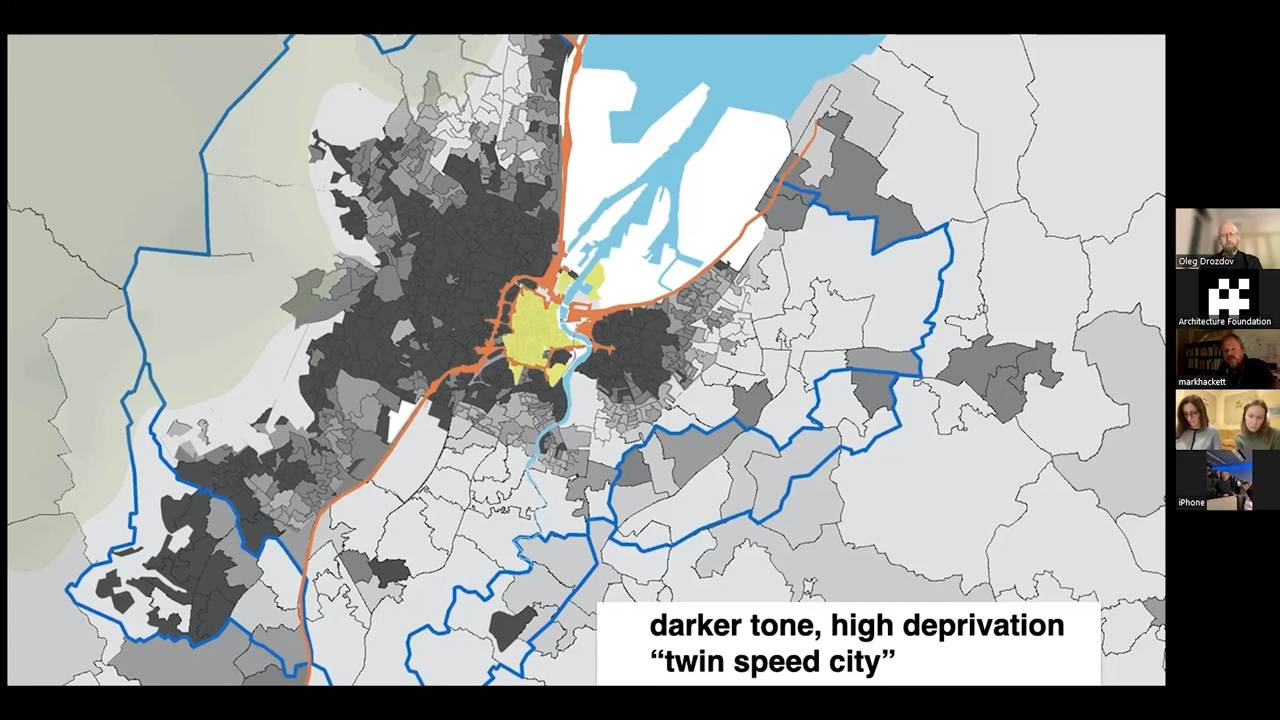 darker tone, high deprivation
“twin speed city”
Oleg Drozdov
Architecture Foundation
markhackett
iPhone